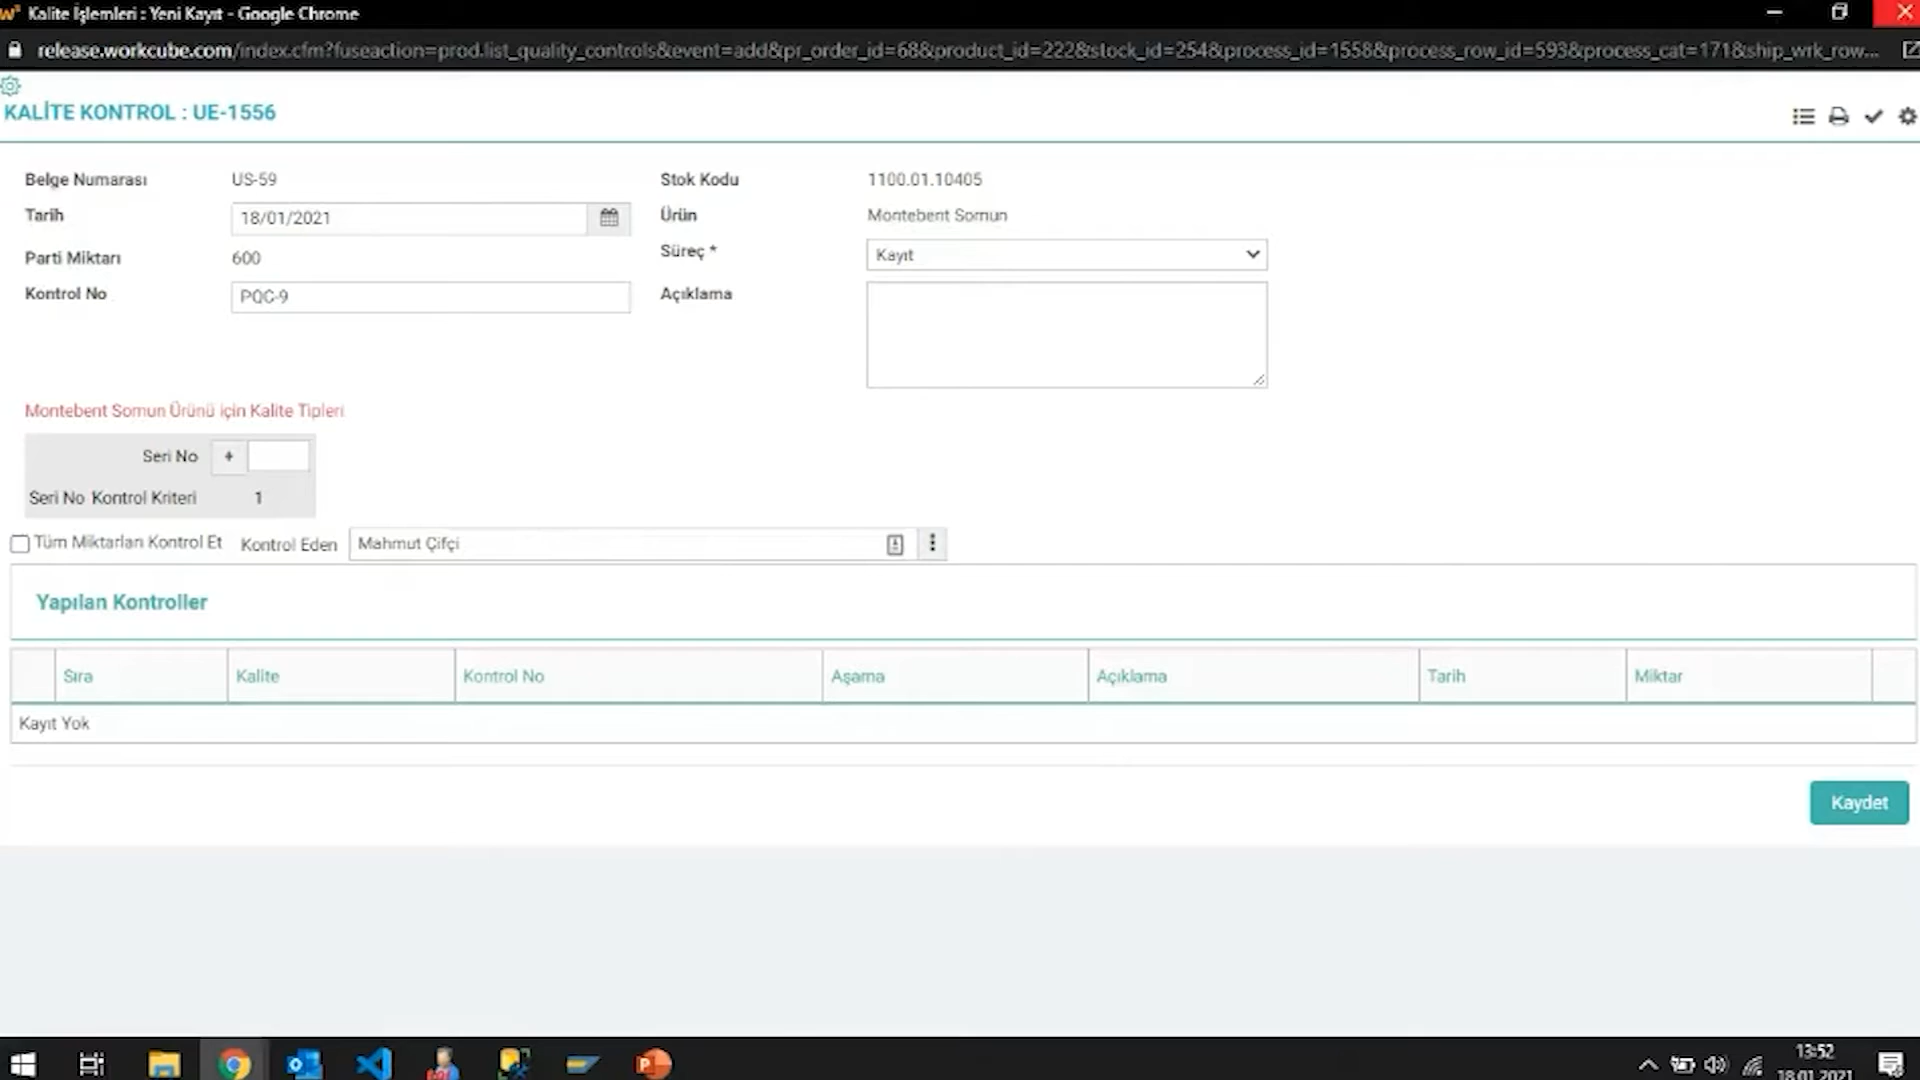 Kalite İşlemleri : Yeni Kayıt - Google Chrome
release.workcube.com/index.cfm?fuseaction=prod.list_quality_controls&event=add&pr_order_id=68&product_id=222&stock_id=254&process_id=1558&process_row_id=593&process_cat=171&ship_wrk_row...
KALİTE KONTROL : UE-1556
Belge Numarası US-59 Stok Kodu 1100.01.10405
Tarih 18/01/2021 Ürün Montebent Somun
Parti Miktarı 600 Süreç * Kayıt
Kontrol No PQC-9 Açıklama
Montebent Somun Ürünü için Kalite Tipleri
Seri No +
Seri No Kontrol Kriteri 1
Tüm Miktarları Kontrol Et Kontrol Eden Mahmut Çifçi
Yapılan Kontroller
Sıra Kalite Kontrol No Aşama Açıklama Tarih Miktar
Kayıt Yok
Kaydet
13:52
18.01.2021